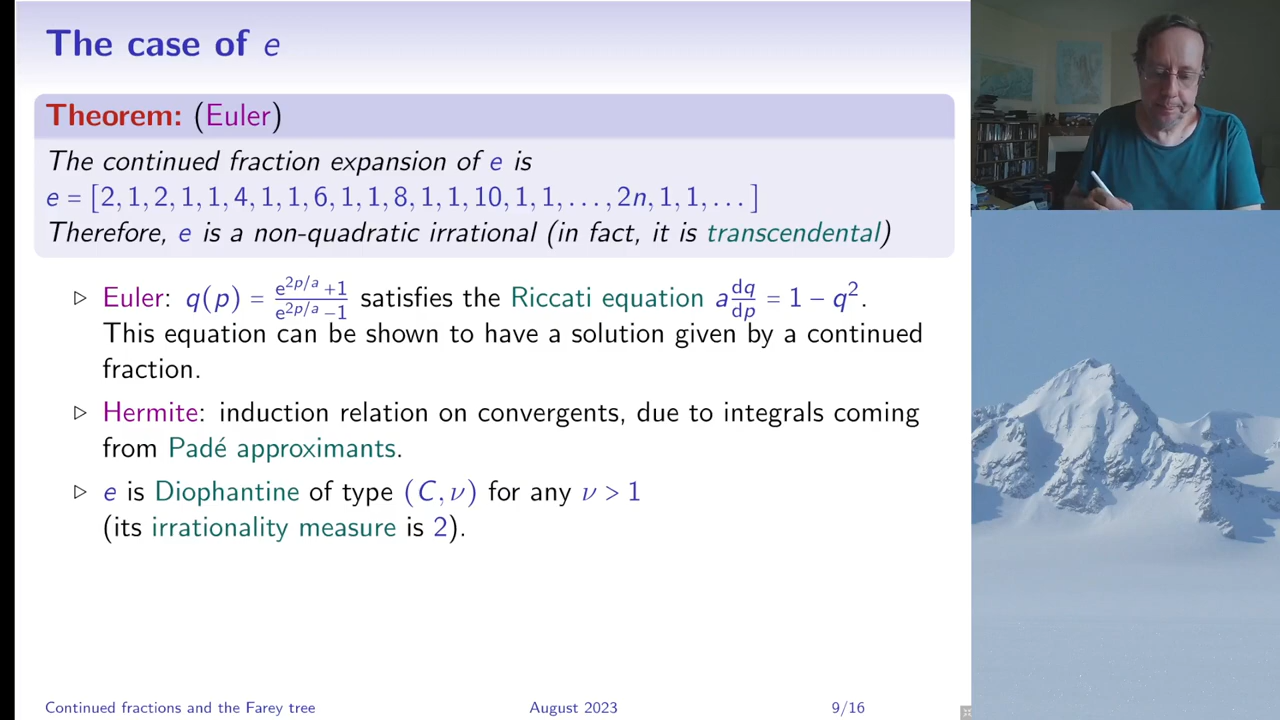 The case of e
Theorem: (Euler)
The continued fraction expansion of e is
e = [2, 1, 2, 1, 1, 4, 1, 1, 6, 1, 1, 8, 1, 1, 10, 1, 1, . . . , 2n, 1, 1, . . . ]
Therefore, e is a non-quadratic irrational (in fact, it is transcendental)
▷ Euler: q(p) = \frac{e^{2p/a}+1}{e^{2p/a}−1} satisfies the Riccati equation a\frac{dq}{dp} = 1 − q².
This equation can be shown to have a solution given by a continued
fraction.
▷ Hermite: induction relation on convergents, due to integrals coming
from Padé approximants.
▷ e is Diophantine of type (C, ν) for any ν > 1
(its irrationality measure is 2).
Continued fractions and the Farey tree August 2023 9/16